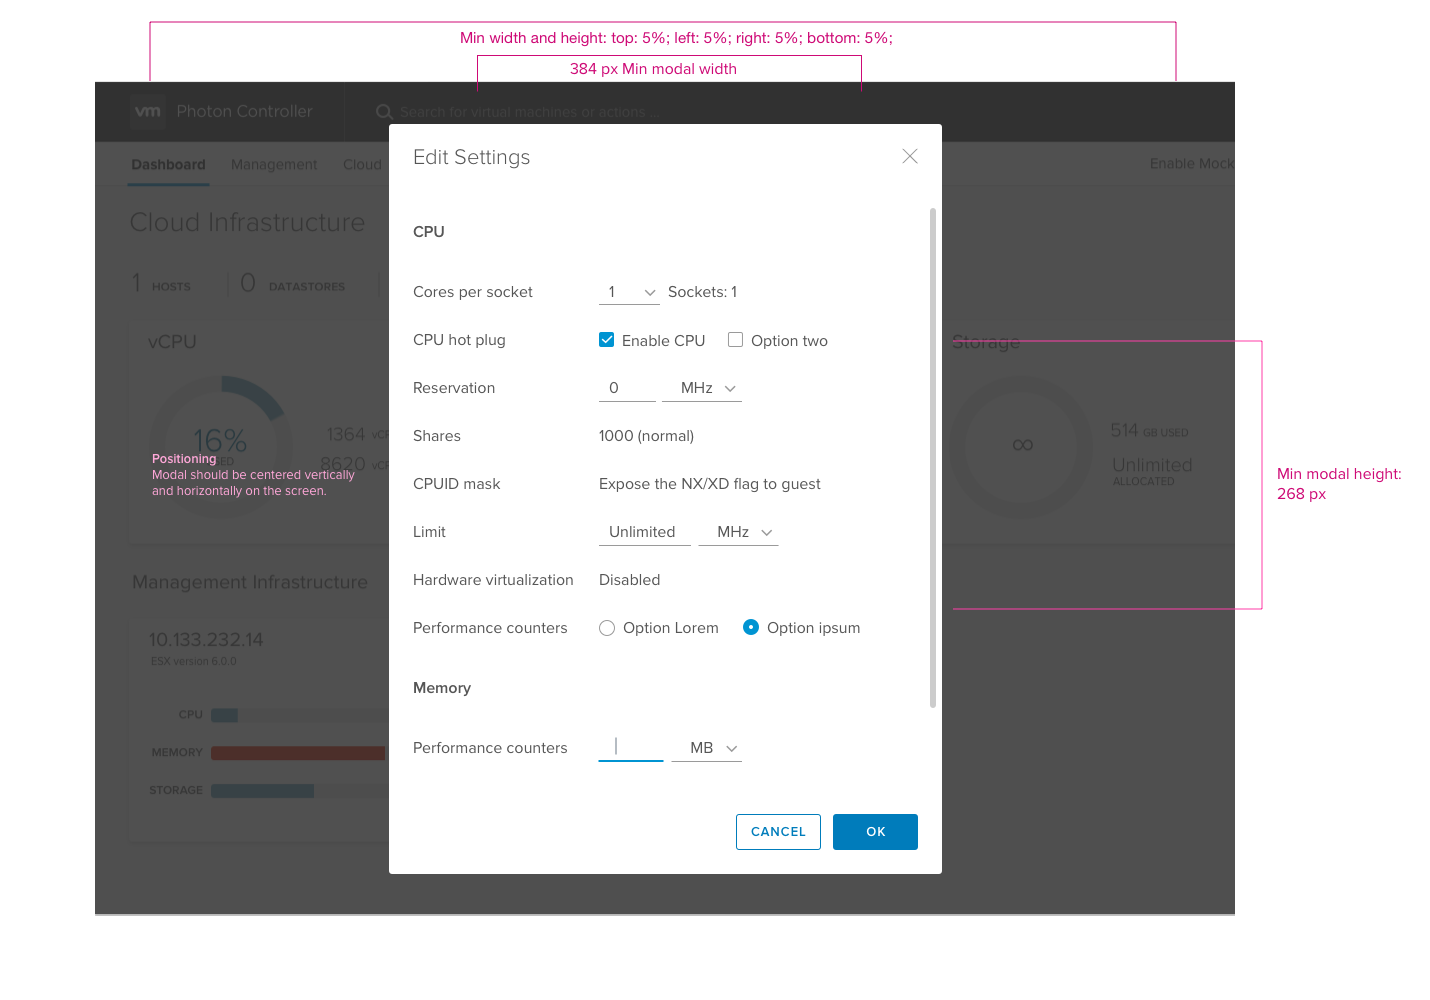 Min width and height: top: 5%; left: 5%; right: 5%; bottom: 5%;
384 px Min modal width
vm Photon Controller
Search for virtual machines or actions ...
Dashboard Management Cloud
Enable Mock
Edit Settings
Cloud Infrastructure
CPU
1 HOSTS 0 DATASTORES
Cores per socket 1 Sockets: 1
vCPU
CPU hot plug Enable CPU Option two
Storage
Reservation 0 MHz
16%
1364
8620
Shares 1000 (normal)
∞
514 GB USED
Unlimited
ALLOCATED
Positioning
Modal should be centered vertically
and horizontally on the screen.
Min modal height:
268 px
CPUID mask Expose the NX/XD flag to guest
Limit Unlimited MHz
Management Infrastructure
Hardware virtualization Disabled
10.133.232.14
ESX version 6.0.0
Performance counters Option Lorem Option ipsum
Memory
CPU
MEMORY
STORAGE
Performance counters MB
CANCEL OK